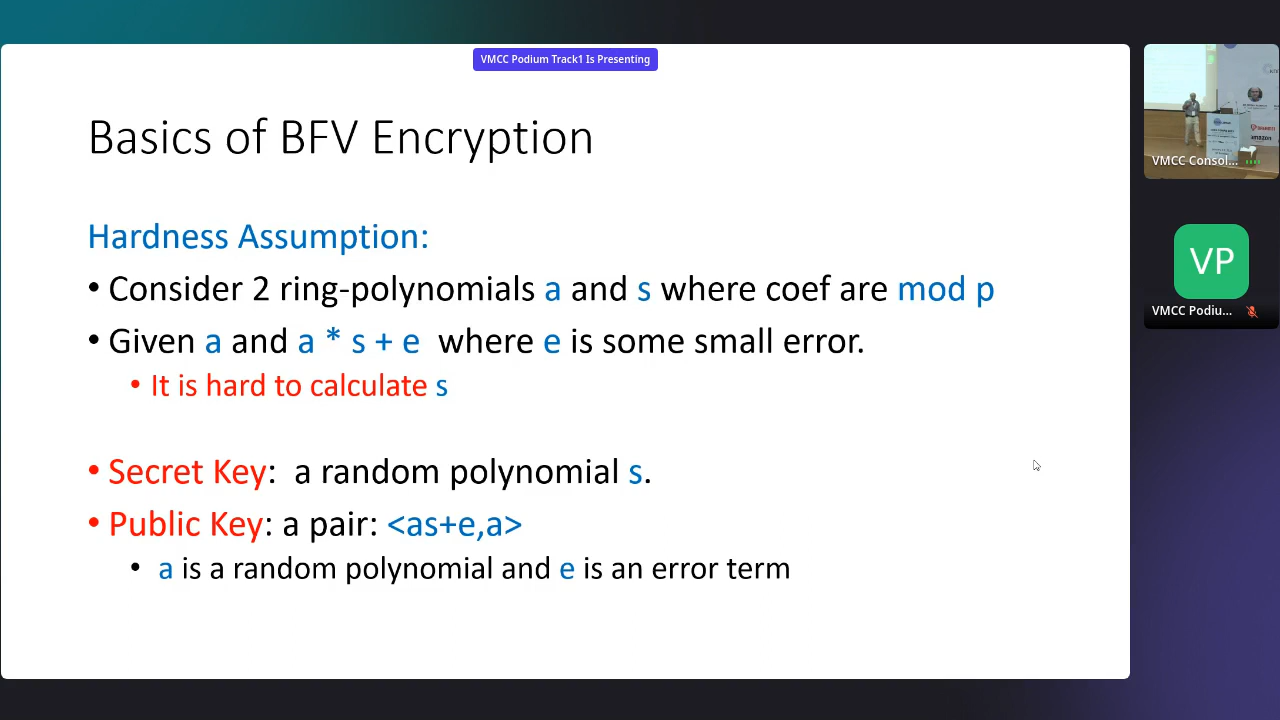 VMCC Podium Track1 Is Presenting
Basics of BFV Encryption
Hardness Assumption:
• Consider 2 ring-polynomials a and s where coef are mod p
• Given a and a * s + e where e is some small error.
• It is hard to calculate s
• Secret Key: a random polynomial s.
• Public Key: a pair: <as+e,a>
• a is a random polynomial and e is an error term
amazon
VMCC Consol...
VP
VMCC Podiu...